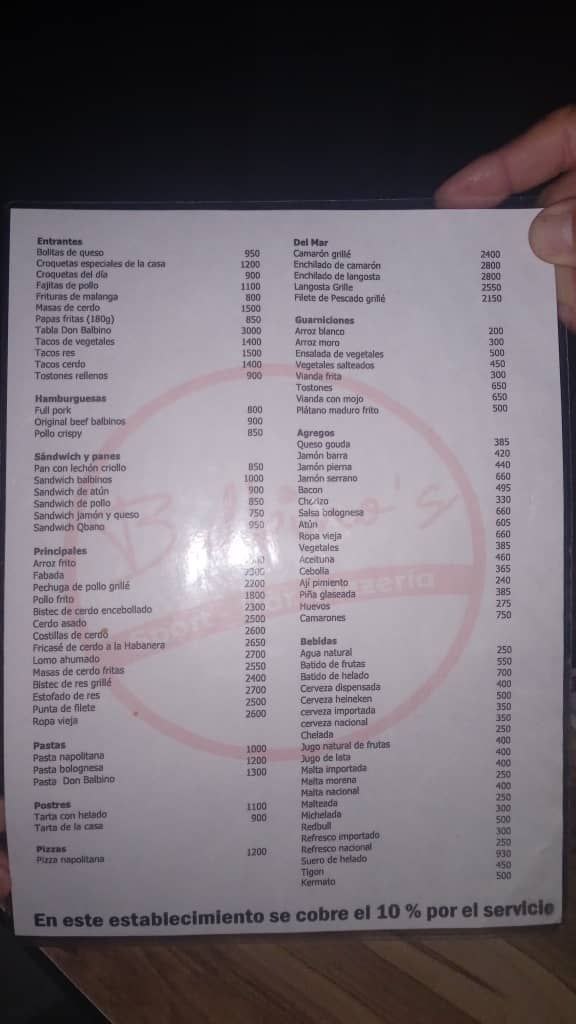 Entrantes
Bolitas de queso 950
Croquetas especiales de la casa 1200
Croquetas del día 900
Fajitas de pollo 1100
Frituras de malanga 800
Masas de cerdo 1500
Papas fritas (180g) 850
Tabla Don Balbino 3000
Tacos de vegetales 1400
Tacos res 1500
Tacos cerdo 1400
Tostones rellenos 900
Hamburguesas
Full pork 800
Original beef balbinos 900
Pollo crispy 850
Sándwich y panes
Pan con lechón criollo 850
Sandwich balbinos 1000
Sandwich de atún 900
Sandwich de pollo 850
Sandwich jamón y queso 750
Sandwich Qbano 950
Principales
Arroz frito
Fabada
Pechuga de pollo grillé 2200
Pollo frito 1800
Bistec de cerdo encebollado 2300
Cerdo asado 2500
Costillas de cerdo 2600
Fricasé de cerdo a la Habanera 2650
Lomo ahumado 2700
Masas de cerdo fritas 2550
Bistec de res grillé 2400
Estofado de res 2700
Punta de filete 2500
Ropa vieja 2600
Pastas
Pasta napolitana 1000
Pasta bolognesa 1200
Pasta Don Balbino 1300
Postres
Tarta con helado 1100
Tarta de la casa 900
Pizzas
Pizza napolitana 1200
Del Mar
Camarón grillé 2400
Enchilado de camarón 2800
Enchilado de langosta 2800
Langosta Grille 2550
Filete de Pescado grillé 2150
Guarniciones
Arroz blanco 200
Arroz moro 300
Ensalada de vegetales 500
Vegetales salteados 450
Vianda frita 300
Tostones 650
Vianda con mojo 650
Plátano maduro frito 500
Agregos
Queso gouda 385
Jamón barra 420
Jamón pierna 440
Jamón serrano 660
Bacon 495
Chorizo 330
Salsa bolognesa 660
Atún 605
Ropa vieja 660
Vegetales 385
Aceituna 460
Cebolla 365
Ají pimiento 240
Piña glaseada 385
Huevos 275
Camarones 750
Bebidas
Agua natural 250
Batido de frutas 550
Batido de helado 700
Cerveza dispensada 400
Cerveza heineken 500
cerveza importada 350
cerveza nacional 350
Chelada 250
Jugo natural de frutas 400
Jugo de lata 400
Malta importada 400
Malta morena 250
Malta nacional 400
Malteada 250
Michelada 300
Redbull 500
Refresco importado 300
Refresco nacional 250
Suero de helado 930
Tigon 450
Kermato 500
En este establecimiento se cobre el 10 % por el servicio